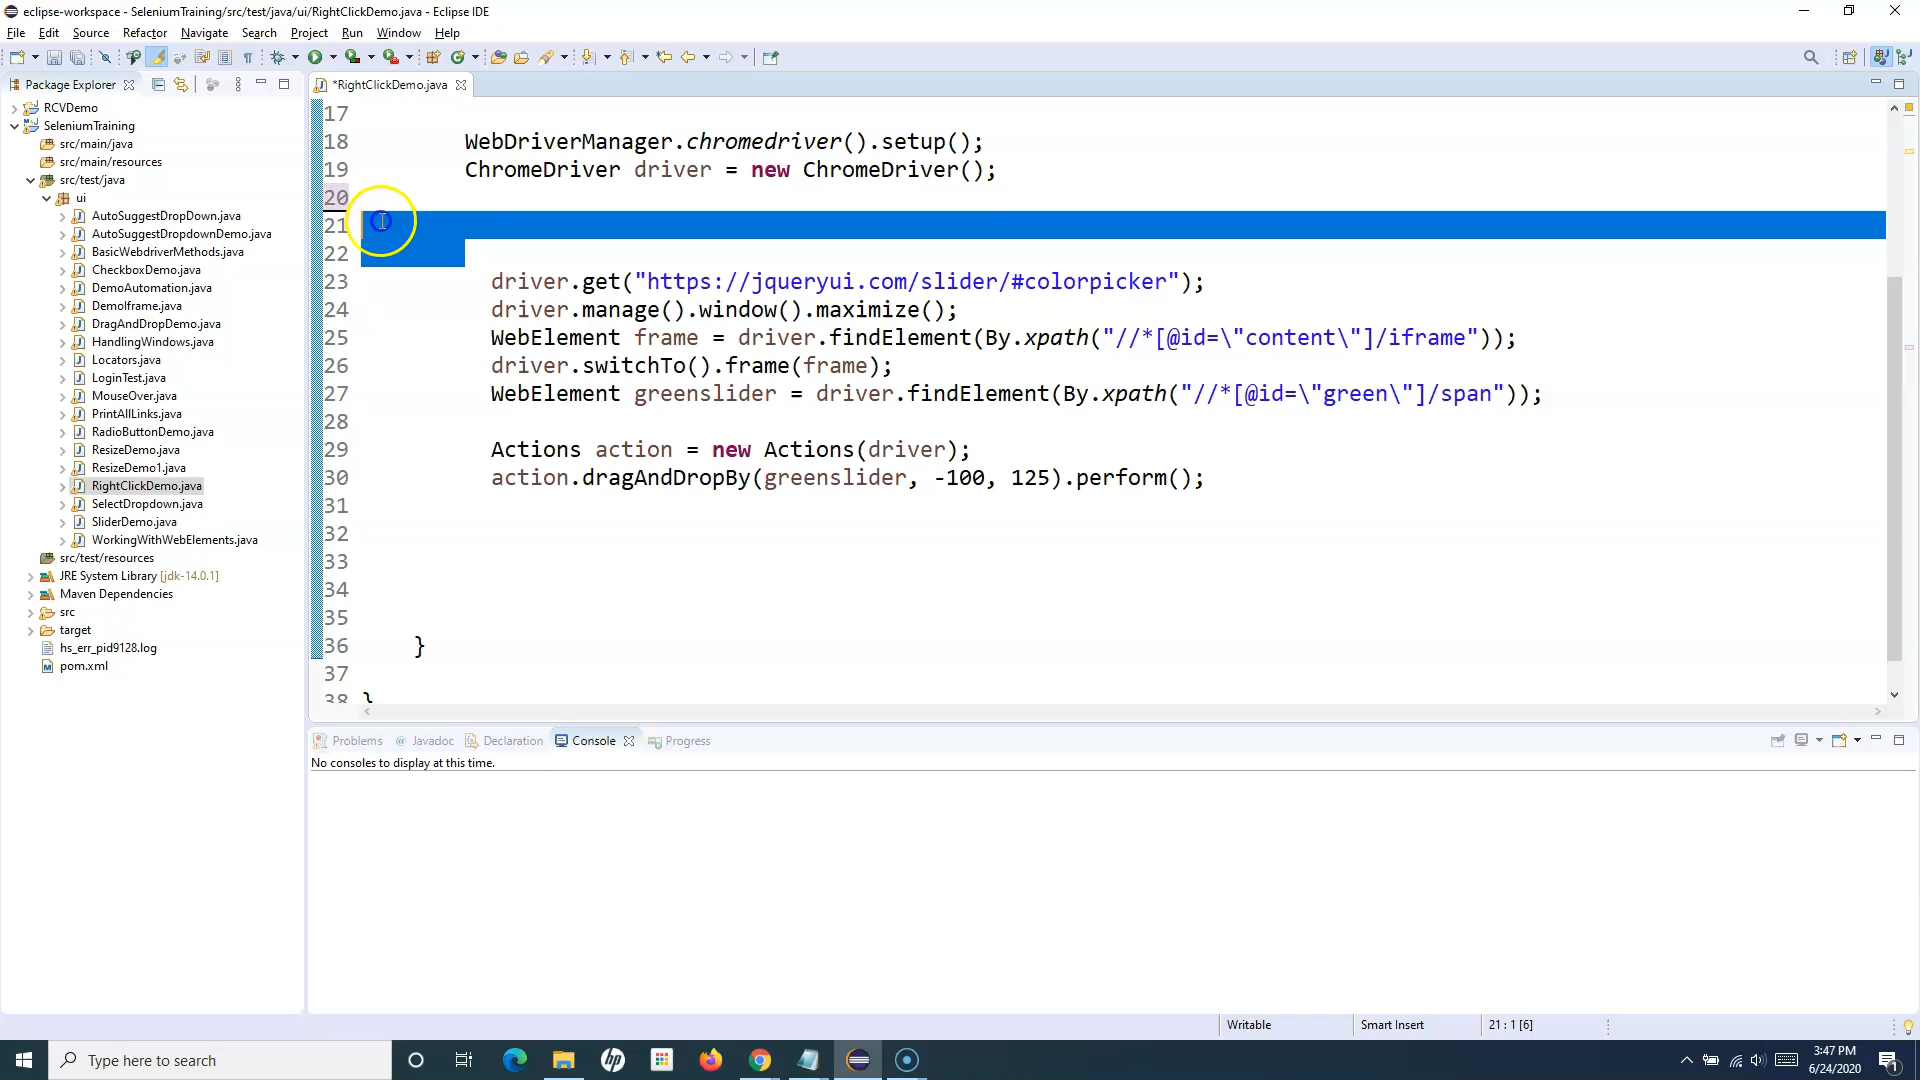 eclipse-workspace - SeleniumTraining/src/test/java/ui/RightClickDemo.java - Eclipse IDE
File Edit Source Refactor Navigate Search Project Run Window Help
Package Explorer
RCVDemo
SeleniumTraining
src/main/java
src/main/resources
src/test/java
ui
AutoSuggestDropDown.java
AutoSuggestDropdownDemo.java
BasicWebdriverMethods.java
CheckboxDemo.java
DemoAutomation.java
DemoIframe.java
DragAndDropDemo.java
HandlingWindows.java
Locators.java
LoginTest.java
MouseOver.java
PrintAllLinks.java
RadioButtonDemo.java
ResizeDemo.java
ResizeDemo1.java
RightClickDemo.java
SelectDropdown.java
SliderDemo.java
WorkingWithWebElements.java
src/test/resources
JRE System Library [jdk-14.0.1]
Maven Dependencies
src
target
hs_err_pid9128.log
pom.xml
*RightClickDemo.java
17
18 WebDriverManager.chromedriver().setup();
19 ChromeDriver driver = new ChromeDriver();
20
21
22
23 driver.get("https://jqueryui.com/slider/#colorpicker");
24 driver.manage().window().maximize();
25 WebElement frame = driver.findElement(By.xpath("//*[@id=\"content\"]/iframe"));
26 driver.switchTo().frame(frame);
27 WebElement greenslider = driver.findElement(By.xpath("//*[@id=\"green\"]/span"));
28
29 Actions action = new Actions(driver);
30 action.dragAndDropBy(greenslider, -100, 125).perform();
31
32
33
34
35
36 }
37
38 }
Problems @ Javadoc Declaration Console Progress
No consoles to display at this time.
Writable Smart Insert 21 : 1 [6]
Type here to search
3:47 PM
6/24/2020